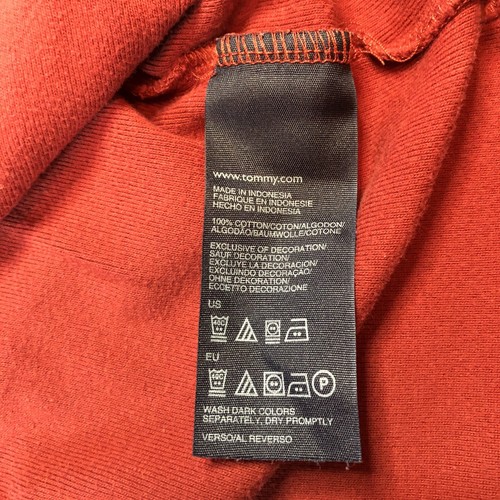 www.tommy.com
MADE IN INDONESIA
FABRIQUE EN INDONESIE
HECHO EN INDONESIA
100% COTTON/COTON/ALGODON/
ALGODÃO/BAUMWOLLE/COTONE
EXCLUSIVE OF DECORATION/
SAUF DECORATION/
EXCLUYE LA DECORACION/
EXCLUINDO DECORAÇÃO/
OHNE DEKORATION/
ECCETTO DECORAZIONE
US
40C
EU
40C P
WASH DARK COLORS
SEPARATELY, DRY PROMPTLY
VERSO/AL REVERSO